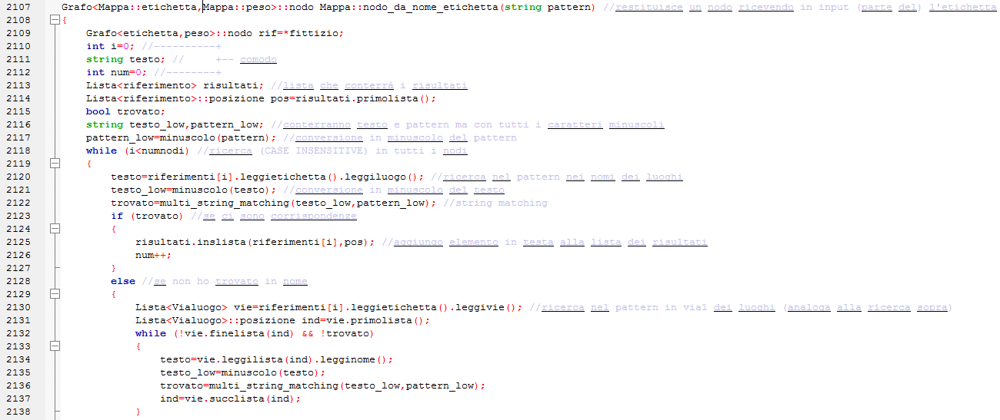 2107 Grafo<Mappa::etichetta,Mappa::peso>::nodo Mappa::nodo_da_nome_etichetta(string pattern) //restituisce un nodo ricevendo in input (parte del) l'etichetta
2108 {
2109 Grafo<etichetta,peso>::nodo rif=*fittizio;
2110 int i=0; //----------+
2111 string testo; //     +-- comodo
2112 int num=0; //--------+
2113 Lista<riferimento> risultati; //lista che conterrà i risultati
2114 Lista<riferimento>::posizione pos=risultati.primolista();
2115 bool trovato;
2116 string testo_low,pattern_low; //conterranno testo e pattern ma con tutti i caratteri minuscoli
2117 pattern_low=minuscolo(pattern); //conversione in minuscolo del pattern
2118 while (i<numnodi) //ricerca (CASE INSENSITIVE) in tutti i nodi
2119 {
2120 testo=riferimenti[i].leggietichetta().leggiluogo(); //ricerca nel pattern nei nomi dei luoghi
2121 testo_low=minuscolo(testo); //conversione in minuscolo del testo
2122 trovato=multi_string_matching(testo_low,pattern_low); //string matching
2123 if (trovato) //se ci sono corrispondenze
2124 {
2125 risultati.inslista(riferimenti[i],pos); //aggiungo elemento in testa alla lista dei risultati
2126 num++;
2127 }
2128 else //se non ho trovato in nome
2129 {
2130 Lista<Vialuogo> vie=riferimenti[i].leggietichetta().leggivie(); //ricerca nel pattern in via1 dei luoghi (analoga alla ricerca sopra)
2131 Lista<Vialuogo>::posizione ind=vie.primolista();
2132 while (!vie.finelista(ind) && !trovato)
2133 {
2134 testo=vie.leggilista(ind).legginome();
2135 testo_low=minuscolo(testo);
2136 trovato=multi_string_matching(testo_low,pattern_low);
2137 ind=vie.succlista(ind);
2138 }